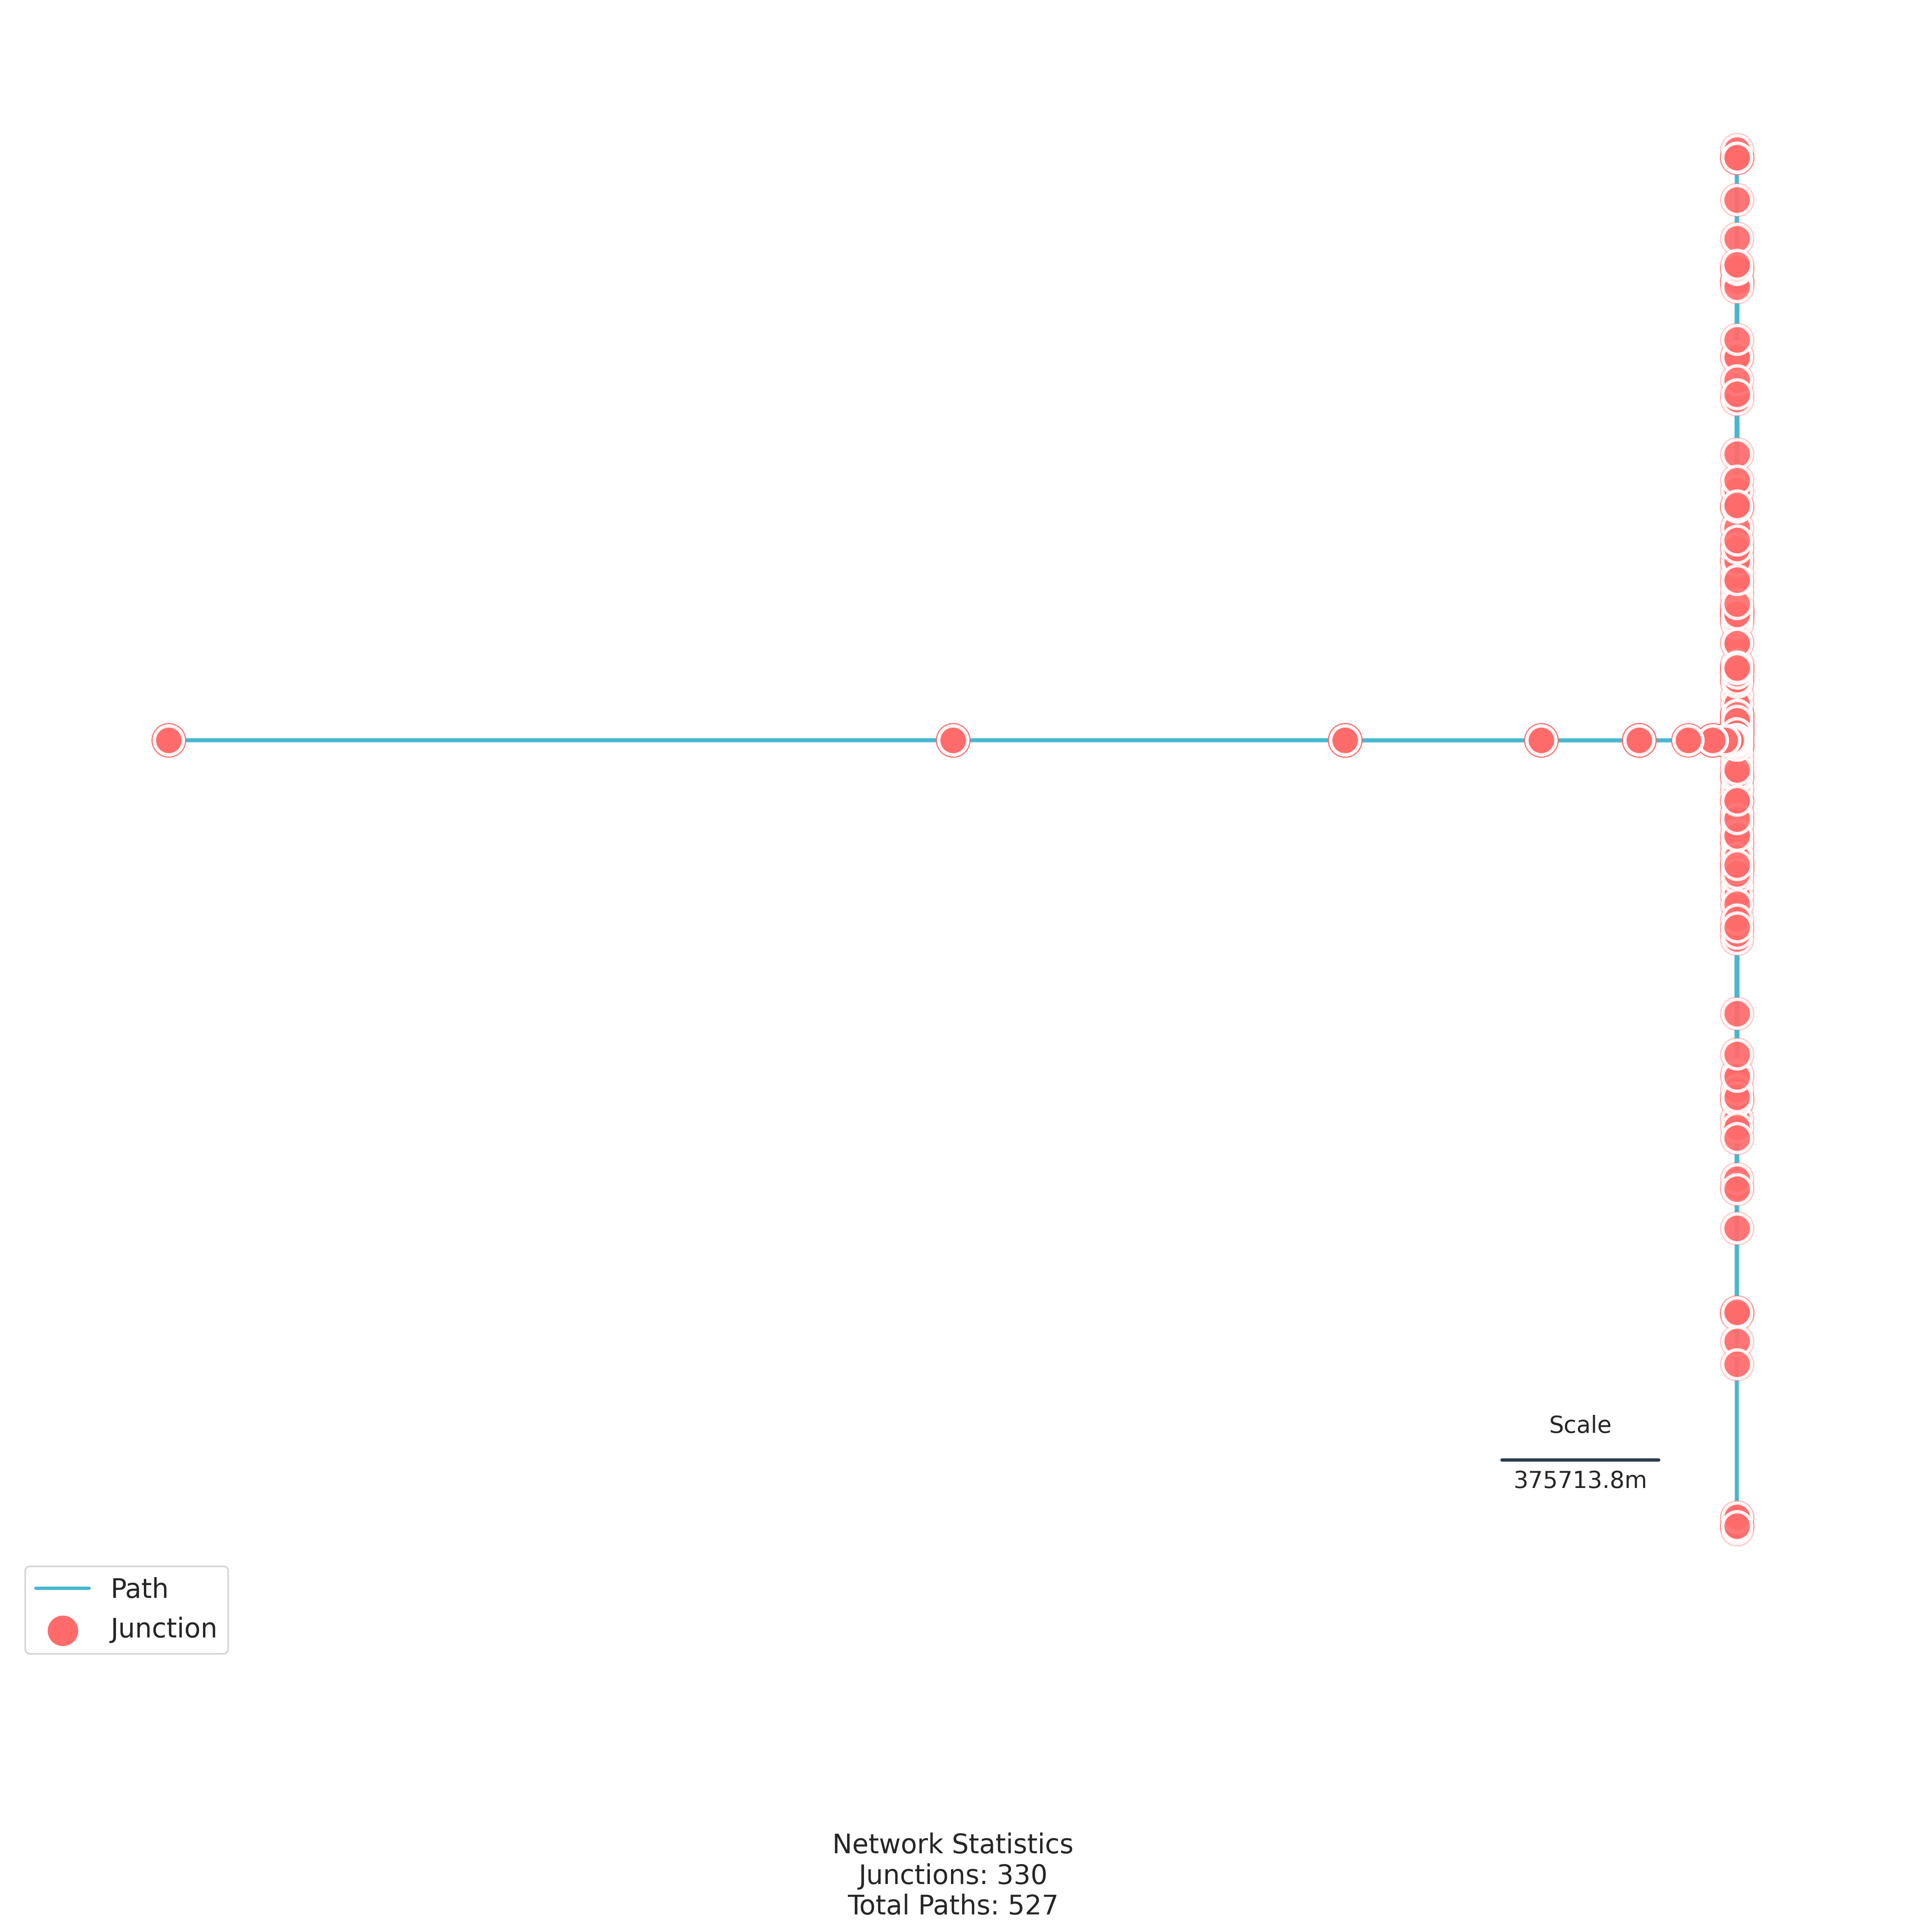 Scale
375713.8m
Path
Junction
Network Statistics
Junctions: 330
Total Paths: 527